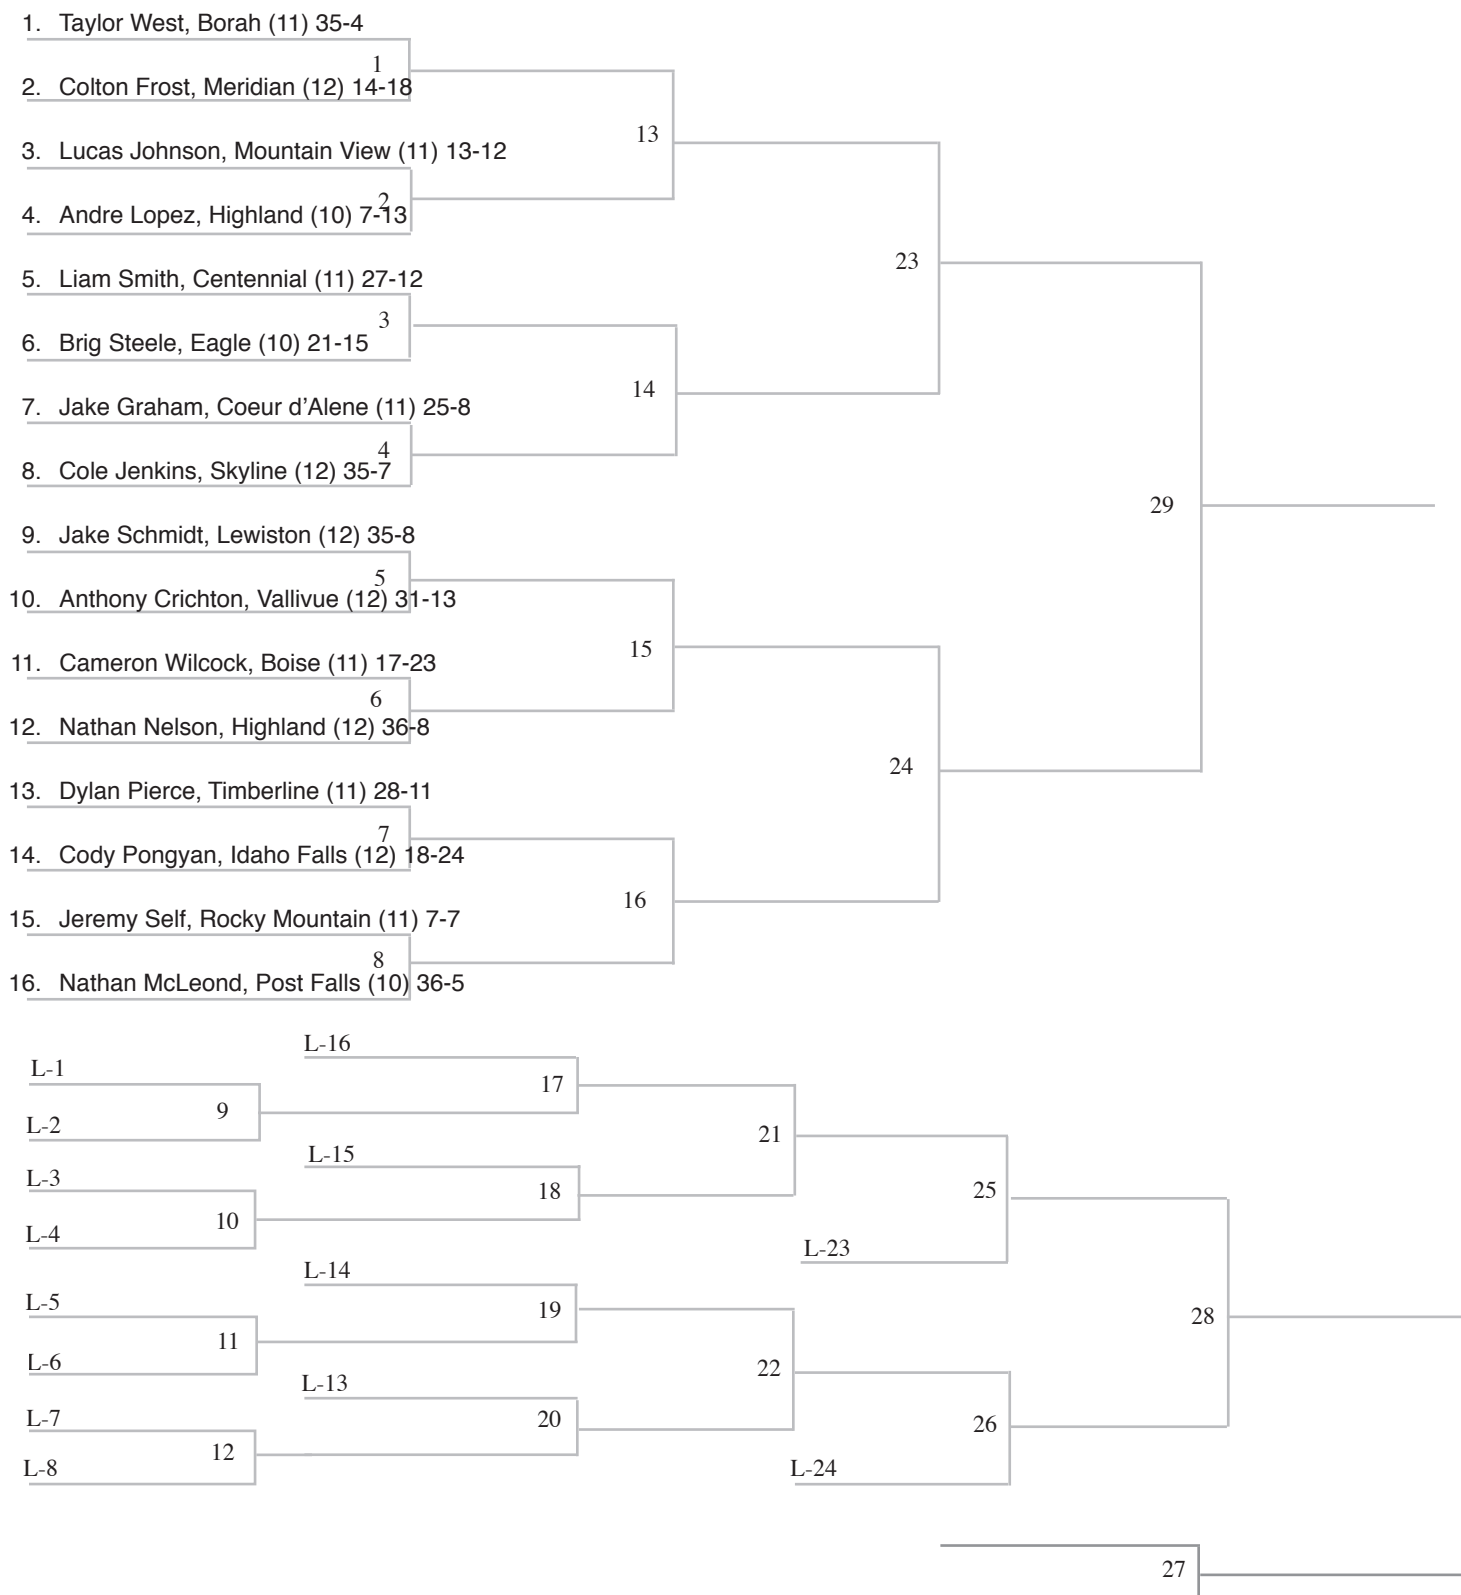 1. Taylor West, Borah (11) 35-4
1
2. Colton Frost, Meridian (12) 14-18
13
3. Lucas Johnson, Mountain View (11) 13-12
2
4. Andre Lopez, Highland (10) 7-13
23
5. Liam Smith, Centennial (11) 27-12
3
6. Brig Steele, Eagle (10) 21-15
14
7. Jake Graham, Coeur d’Alene (11) 25-8
4
8. Cole Jenkins, Skyline (12) 35-7
29
9. Jake Schmidt, Lewiston (12) 35-8
5
10. Anthony Crichton, Vallivue (12) 31-13
15
11. Cameron Wilcock, Boise (11) 17-23
6
12. Nathan Nelson, Highland (12) 36-8
24
13. Dylan Pierce, Timberline (11) 28-11
7
14. Cody Pongyan, Idaho Falls (12) 18-24
16
15. Jeremy Self, Rocky Mountain (11) 7-7
8
16. Nathan McLeond, Post Falls (10) 36-5
L-16
L-1
17
9
L-2
21
L-15
L-3
18
25
10
L-4
L-23
L-14
L-5
19
28
11
L-6
22
L-13
L-7
20
26
12
L-8
L-24
27